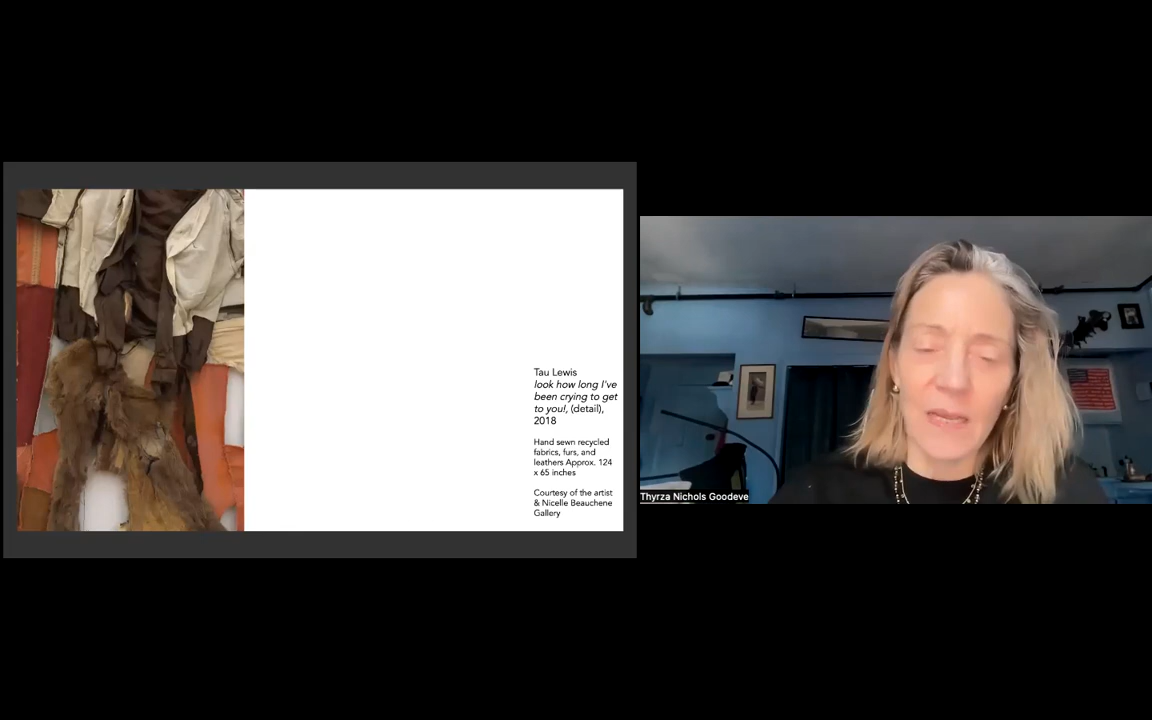 Tau Lewis
look how long I've
been crying to get
to you!, (detail),
2018
Hand sewn recycled
fabrics, furs, and
leathers Approx. 124
x 65 inches
Courtesy of the artist
& Nicelle Beauchene
Gallery
Thyrza Nichols Goodeve